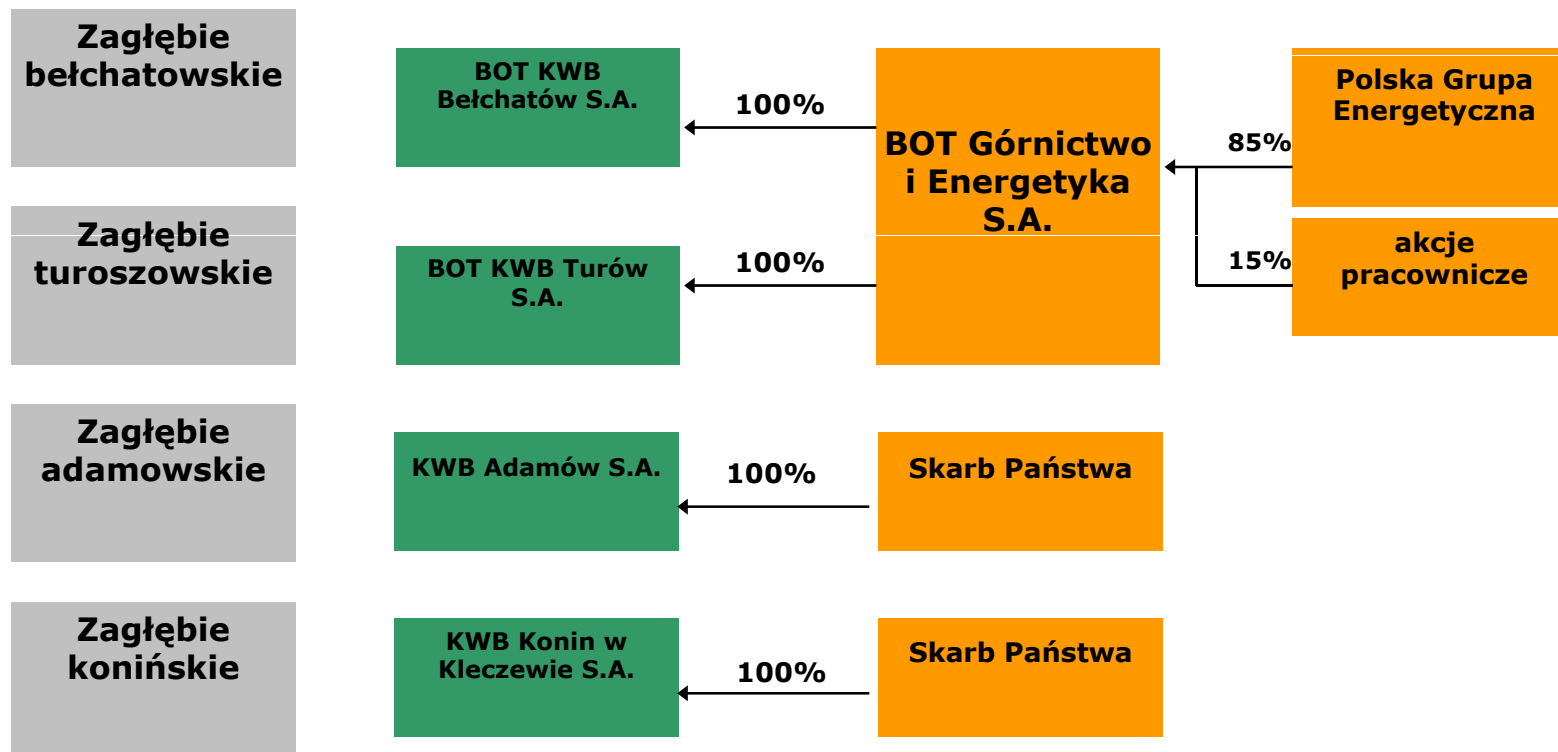 Zagłębie
bełchatowskie
BOT KWB
Bełchatów S.A.
100%
BOT Górnictwo
i Energetyka
S.A.
85%
Polska Grupa
Energetyczna
Zagłębie
turoszowskie
BOT KWB Turów
S.A.
100%
15%
akcje
pracownicze
Zagłębie
adamowskie
KWB Adamów S.A.
100%
Skarb Państwa
Zagłębie
konińskie
KWB Konin w
Kleczewie S.A.
100%
Skarb Państwa